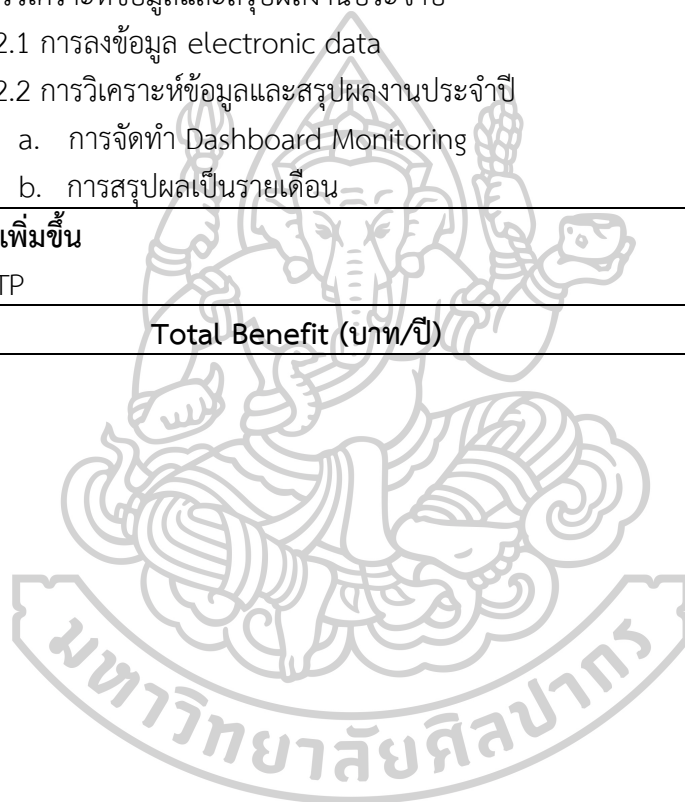 2.1 การลงข้อมูล electronic data
2.2 การวิเคราะห์ข้อมูลและสรุปผลงานประจำปี
a. การจัดทำ Dashboard Monitoring
b. การสรุปผลเป็นรายเดือน
เพิ่มขึ้น
TP
Total Benefit (บาท/ปี)
มหาวิทยาลัยศิลปากร